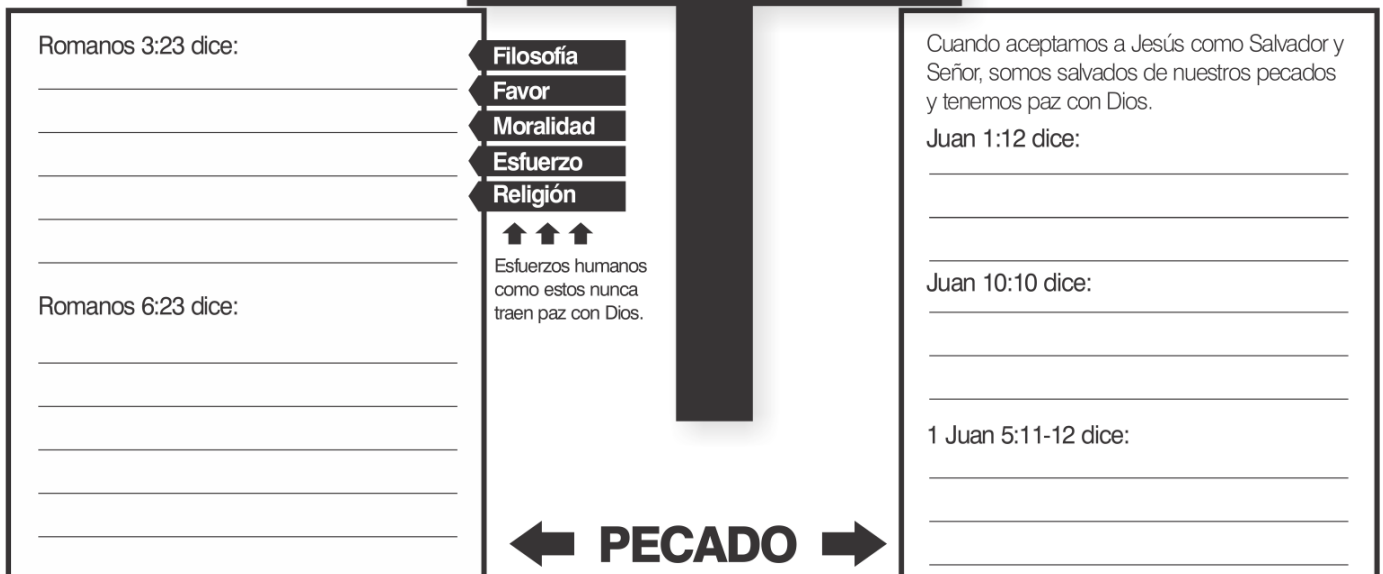 Romanos 3:23 dice:
Romanos 6:23 dice:
Filosofía
Favor
Moralidad
Esfuerzo
Religión
Esfuerzos humanos
como estos nunca
traen paz con Dios.
PECADO
Cuando aceptamos a Jesús como Salvador y
Señor, somos salvados de nuestros pecados
y tenemos paz con Dios.
Juan 1:12 dice:
Juan 10:10 dice:
1 Juan 5:11-12 dice: